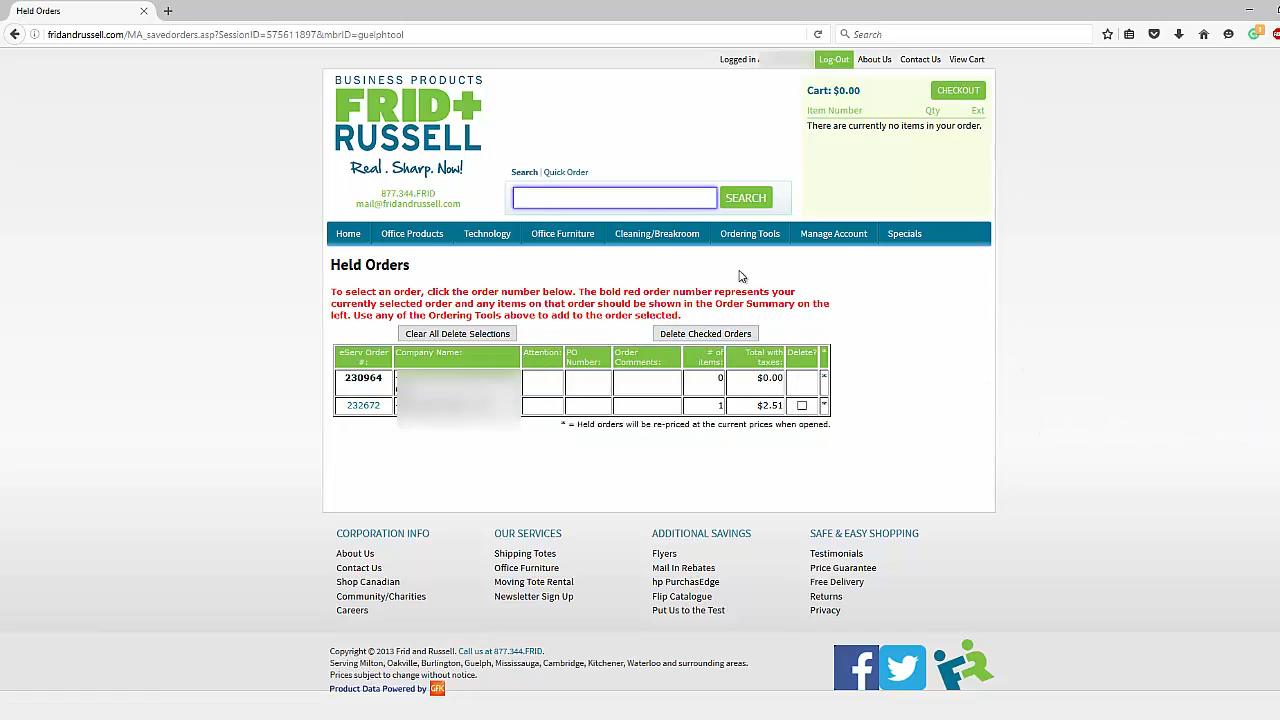 Held Orders
fridandrussell.com/MA_savedorders.asp?SessionID=575611897&mbrID=guelphtool
Search
Logged in
Log-Out
About Us
Contact Us
View Cart
BUSINESS PRODUCTS
FRID+
RUSSELL
Real. Sharp. Now!
877.344.FRID
mail@fridandrussell.com
Search | Quick Order
SEARCH
Cart: $0.00
CHECKOUT
Item Number Qty Ext
There are currently no items in your order.
Home Office Products Technology Office Furniture Cleaning/Breakroom Ordering Tools Manage Account Specials
Held Orders
To select an order, click the order number below. The bold red order number represents your
currently selected order and any items on that order should be shown in the Order Summary on the
left. Use any of the Ordering Tools above to add to the order selected.
Clear All Delete Selections
Delete Checked Orders
eServ Order Company Name: Attention: PO Order # of Total with Delete? *
#: Number: Comments: items: taxes:
230964 0 $0.00 *
232672 1 $2.51 *
* = Held orders will be re-priced at the current prices when opened.
CORPORATION INFO
About Us
Contact Us
Shop Canadian
Community/Charities
Careers
OUR SERVICES
Shipping Totes
Office Furniture
Moving Tote Rental
Newsletter Sign Up
ADDITIONAL SAVINGS
Flyers
Mail In Rebates
hp PurchasEdge
Flip Catalogue
Put Us to the Test
SAFE & EASY SHOPPING
Testimonials
Price Guarantee
Free Delivery
Returns
Privacy
Copyright © 2013 Frid and Russell. Call us at 877.344.FRID.
Serving Milton, Oakville, Burlington, Guelph, Mississauga, Cambridge, Kitchener, Waterloo and surrounding areas.
Prices subject to change without notice.
Product Data Powered by GFK